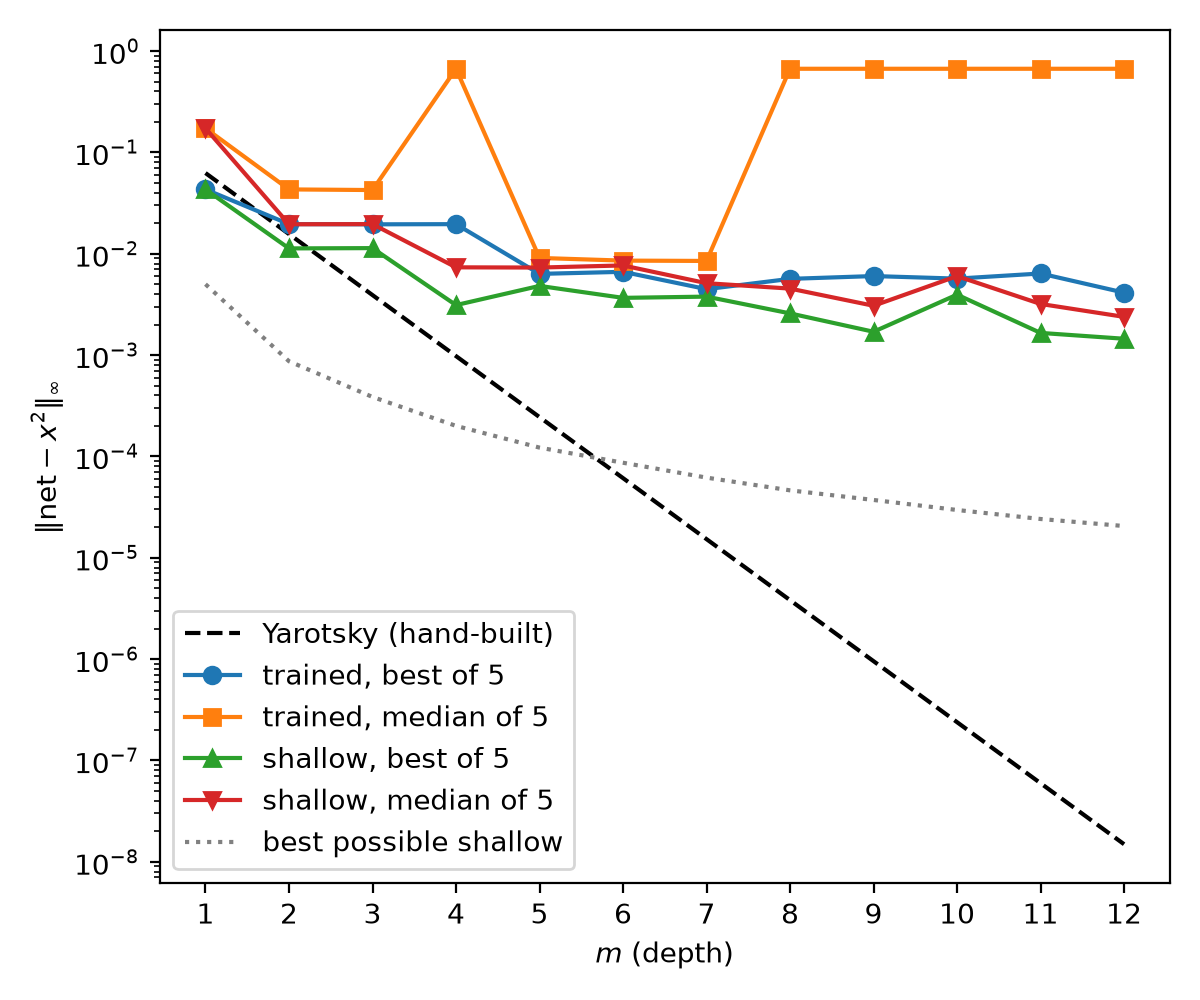 10⁰
10⁻¹
10⁻²
10⁻³
10⁻⁴
10⁻⁵
10⁻⁶
10⁻⁷
10⁻⁸
‖net − x²‖∞
Yarotsky (hand-built)
trained, best of 5
trained, median of 5
shallow, best of 5
shallow, median of 5
best possible shallow
1 2 3 4 5 6 7 8 9 10 11 12
m (depth)